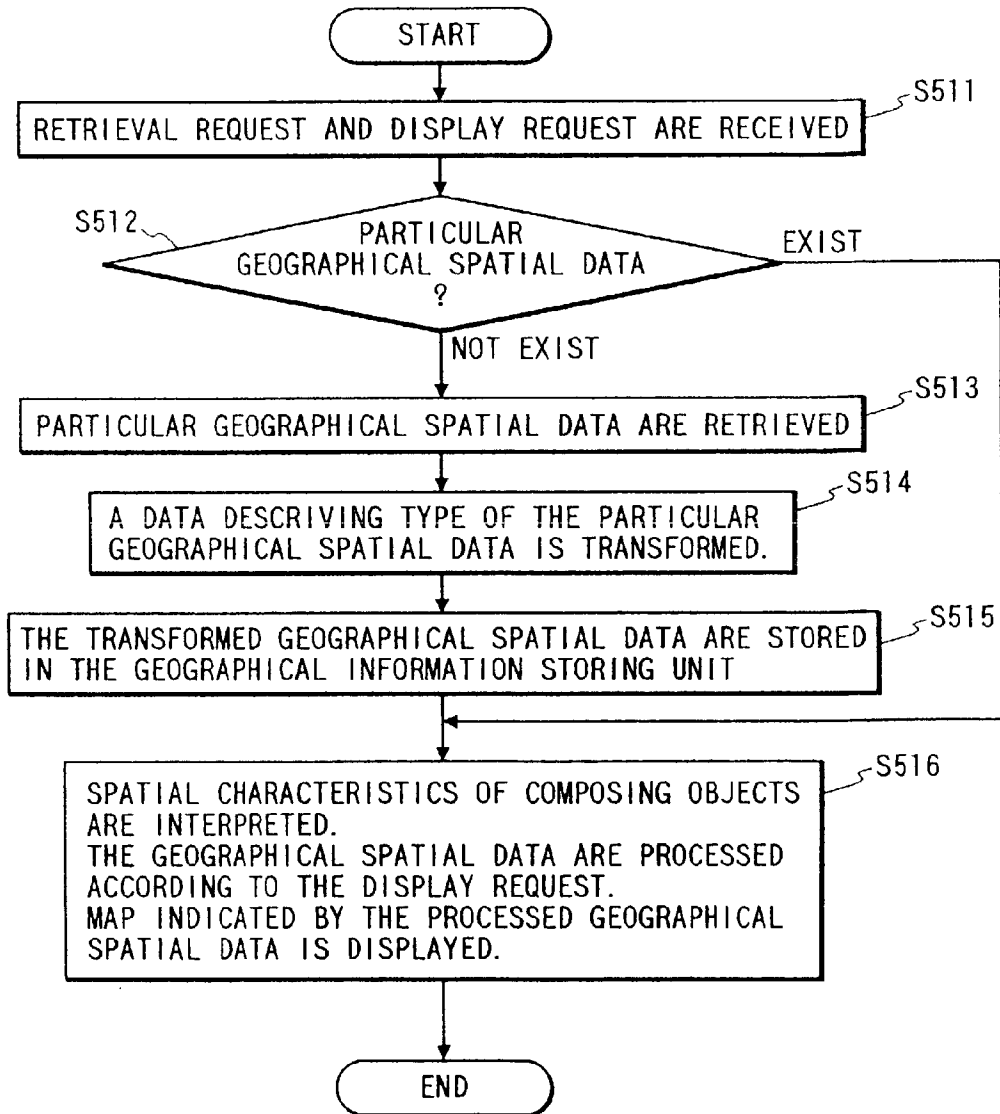 START
S511
RETRIEVAL REQUEST AND DISPLAY REQUEST ARE RECEIVED
S512
PARTICULAR
GEOGRAPHICAL SPATIAL DATA
?
EXIST
NOT EXIST
S513
PARTICULAR GEOGRAPHICAL SPATIAL DATA ARE RETRIEVED
S514
A DATA DESCRIVING TYPE OF THE PARTICULAR
GEOGRAPHICAL SPATIAL DATA IS TRANSFORMED.
S515
THE TRANSFORMED GEOGRAPHICAL SPATIAL DATA ARE STORED
IN THE GEOGRAPHICAL INFORMATION STORING UNIT
S516
SPATIAL CHARACTERISTICS OF COMPOSING OBJECTS
ARE INTERPRETED.
THE GEOGRAPHICAL SPATIAL DATA ARE PROCESSED
ACCORDING TO THE DISPLAY REQUEST.
MAP INDICATED BY THE PROCESSED GEOGRAPHICAL
SPATIAL DATA IS DISPLAYED.
END